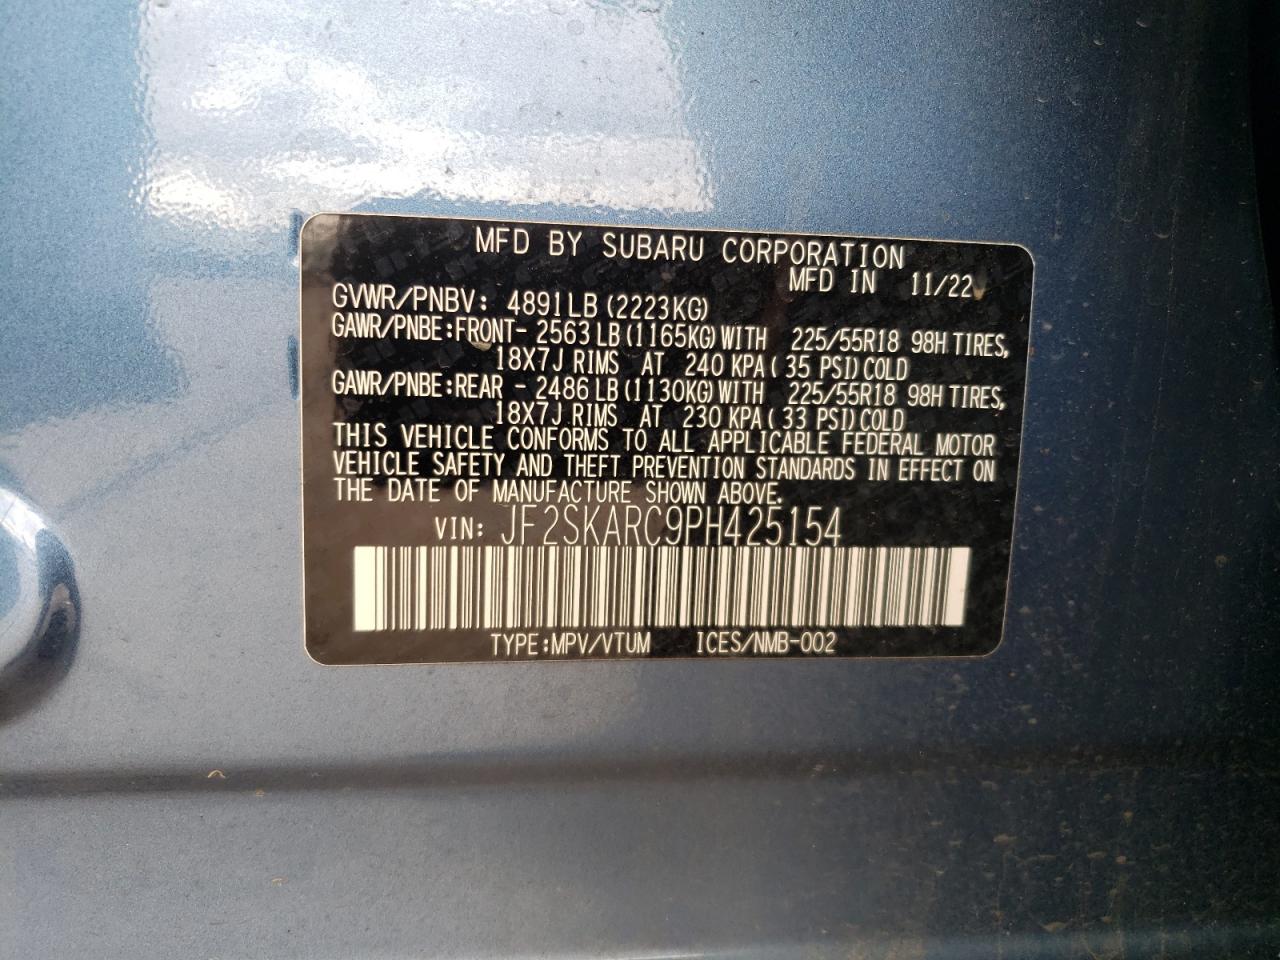 MFD BY SUBARU CORPORATION
MFD IN 11/22
GVWR/PNBV: 4891LB (2223KG)
GAWR/PNBE:FRONT- 2563 LB (1165KG) WITH 225/55R18 98H TIRES,
18X7J RIMS AT 240 KPA ( 35 PSI) COLD
GAWR/PNBE:REAR - 2486 LB (1130KG) WITH 225/55R18 98H TIRES,
18X7J RIMS AT 230 KPA ( 33 PSI) COLD
THIS VEHICLE CONFORMS TO ALL APPLICABLE FEDERAL MOTOR
VEHICLE SAFETY AND THEFT PREVENTION STANDARDS IN EFFECT ON
THE DATE OF MANUFACTURE SHOWN ABOVE.
VIN: JF2SKARC9PH425154
TYPE:MPV/VTUM ICES/NMB-002